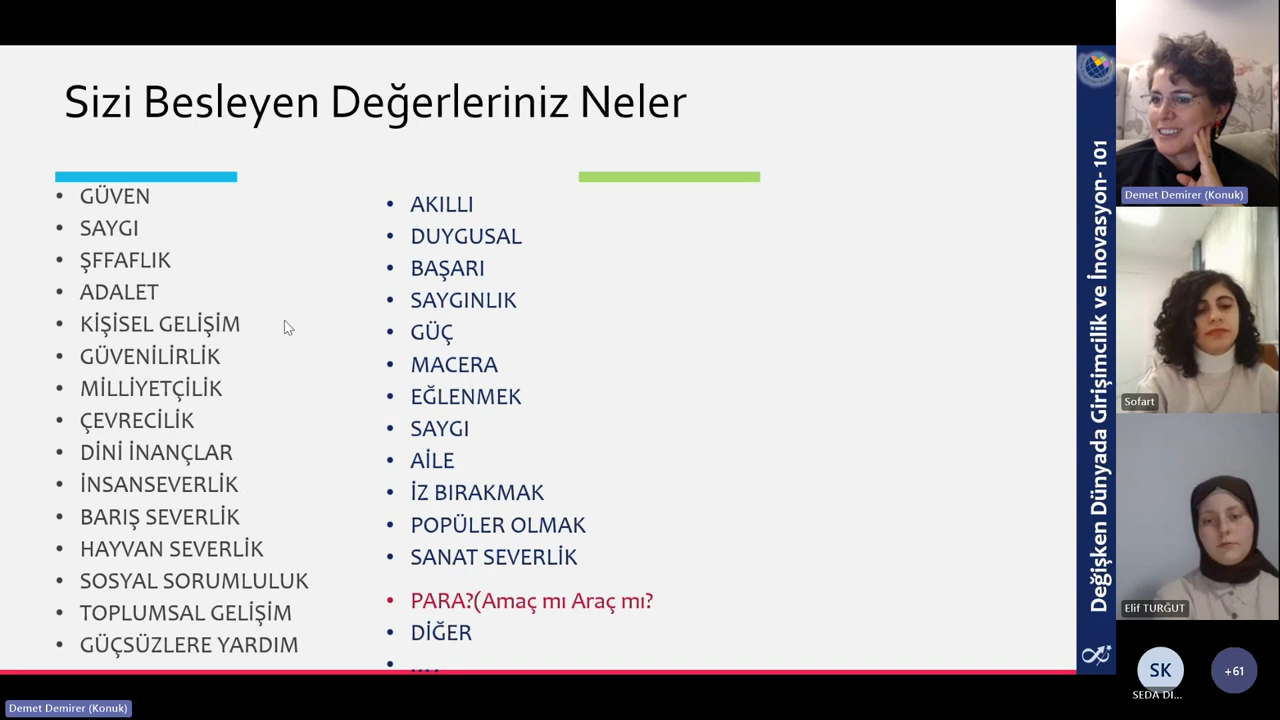 Sizi Besleyen Değerleriniz Neler
• GÜVEN
• SAYGI
• ŞFFAFLIK
• ADALET
• KİŞİSEL GELİŞİM
• GÜVENİLİRLİK
• MİLLİYETÇİLİK
• ÇEVRECİLİK
• DİNİ İNANÇLAR
• İNSANSEVERLİK
• BARIŞ SEVERLİK
• HAYVAN SEVERLİK
• SOSYAL SORUMLULUK
• TOPLUMSAL GELİŞİM
• GÜÇSÜZLERE YARDIM
• AKILLI
• DUYGUSAL
• BAŞARI
• SAYGINLIK
• GÜÇ
• MACERA
• EĞLENMEK
• SAYGI
• AİLE
• İZ BIRAKMAK
• POPÜLER OLMAK
• SANAT SEVERLİK
• PARA?(Amaç mı Araç mı?
• DİĞER
• ....
Değişken Dünyada Girişimcilik ve İnovasyon- 101
Demet Demirer (Konuk)
Sofart
Elif TURĞUT
SK
SEDA DI...
+61
Demet Demirer (Konuk)